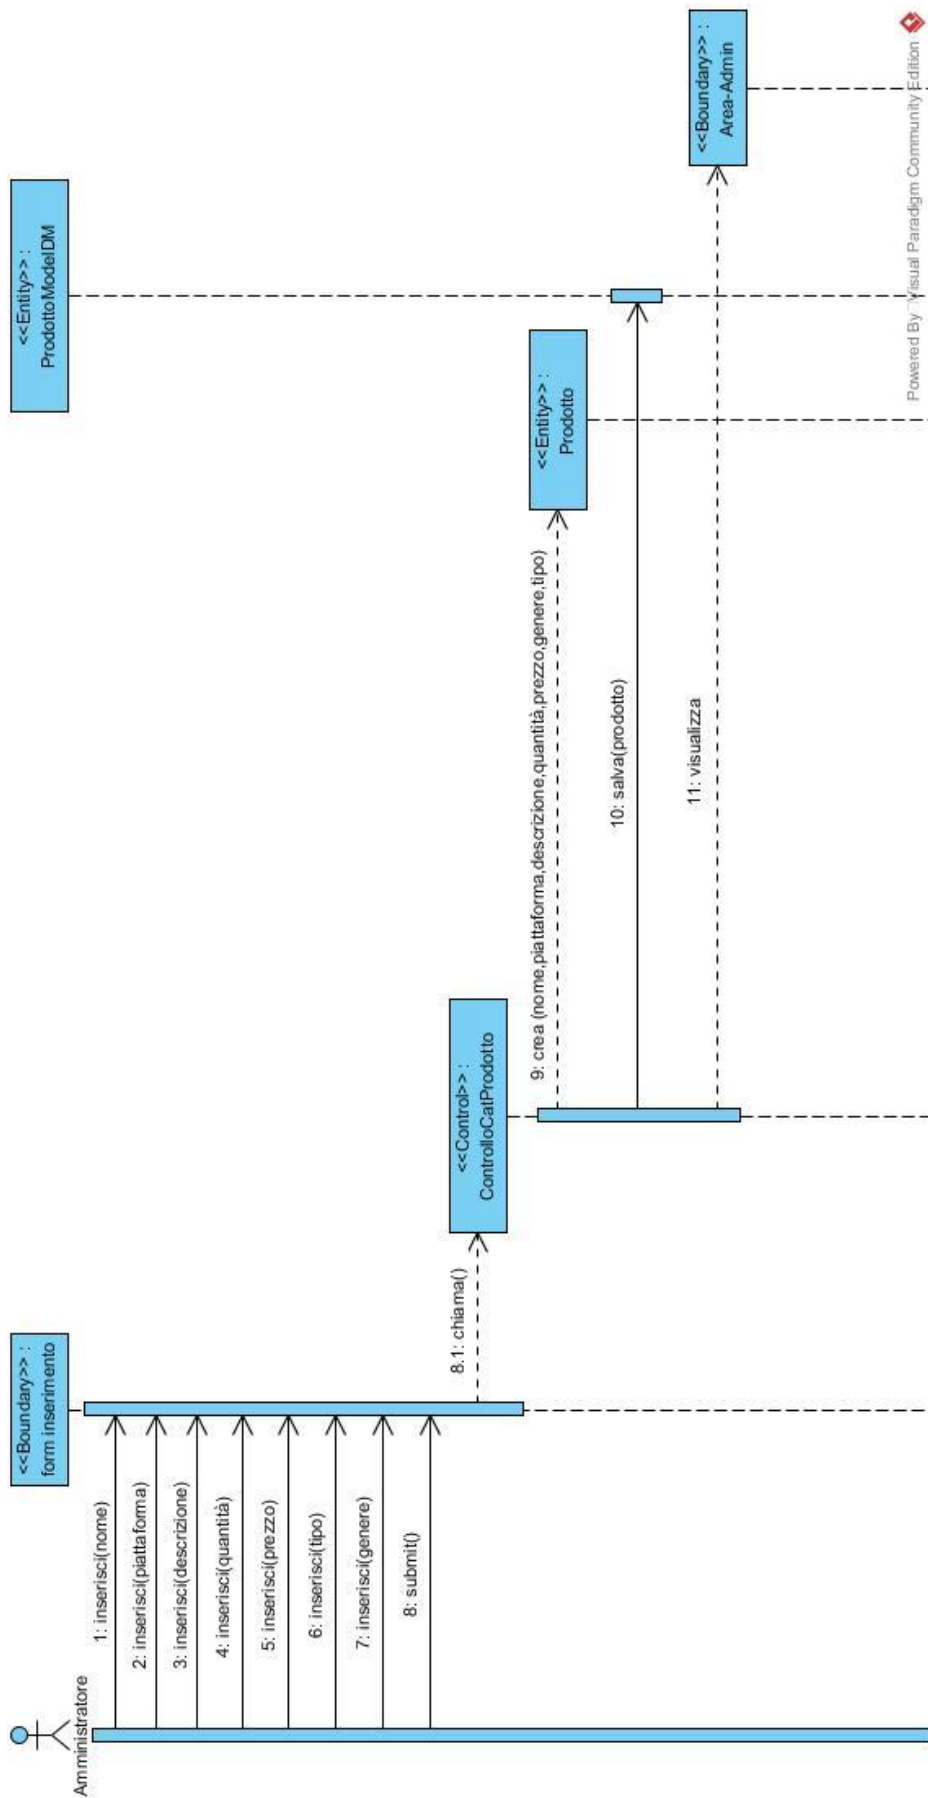 Amministratore
<<Boundary>> :
form inserimento
<<Entity>> :
ProdottoModelDM
1: inserisci(nome)
2: inserisci(piattaforma)
3: inserisci(descrizione)
4: inserisci(quantità)
5: inserisci(prezzo)
6: inserisci(tipo)
7: inserisci(genere)
8: submit()
8.1: chiama()
<<Control>> :
ControlloCatProdotto
9: crea (nome,piattaforma,descrizione,quantità,prezzo,genere,tipo)
<<Entity>> :
Prodotto
10: salva(prodotto)
11: visualizza
<<Boundary>> :
Area-Admin
Powered By Visual Paradigm Community Edition